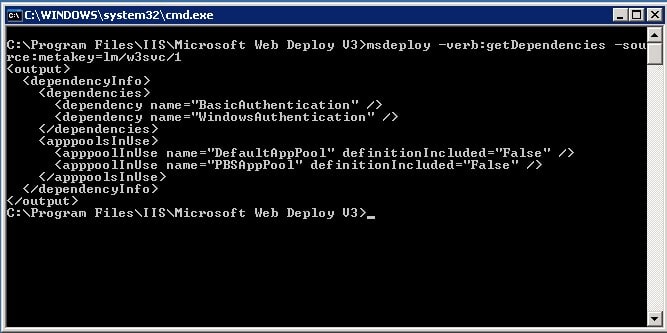 C:\WINDOWS\system32\cmd.exe
C:\Program Files\IIS\Microsoft Web Deploy V3>msdeploy -verb:getDependencies -sou
rce:metakey=lm/w3svc/1
<output>
  <dependencyInfo>
    <dependencies>
      <dependency name="BasicAuthentication" />
      <dependency name="WindowsAuthentication" />
    </dependencies>
    <apppoolsInUse>
      <apppoolInUse name="DefaultAppPool" definitionIncluded="False" />
      <apppoolInUse name="PBSAppPool" definitionIncluded="False" />
    </apppoolsInUse>
  </dependencyInfo>
</output>
C:\Program Files\IIS\Microsoft Web Deploy V3>_